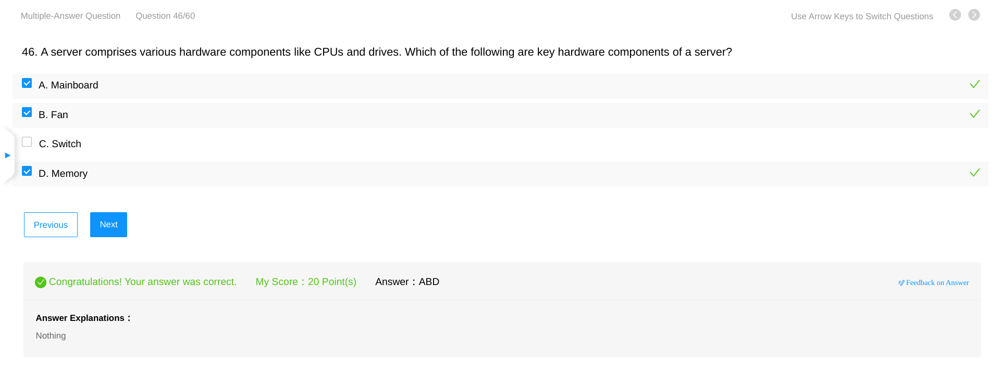 Multiple-Answer Question Question 46/60 Use Arrow Keys to Switch Questions
46. A server comprises various hardware components like CPUs and drives. Which of the following are key hardware components of a server?
A. Mainboard
B. Fan
C. Switch
D. Memory
Previous Next
Congratulations! Your answer was correct. My Score：20 Point(s) Answer：ABD Feedback on Answer
Answer Explanations：
Nothing